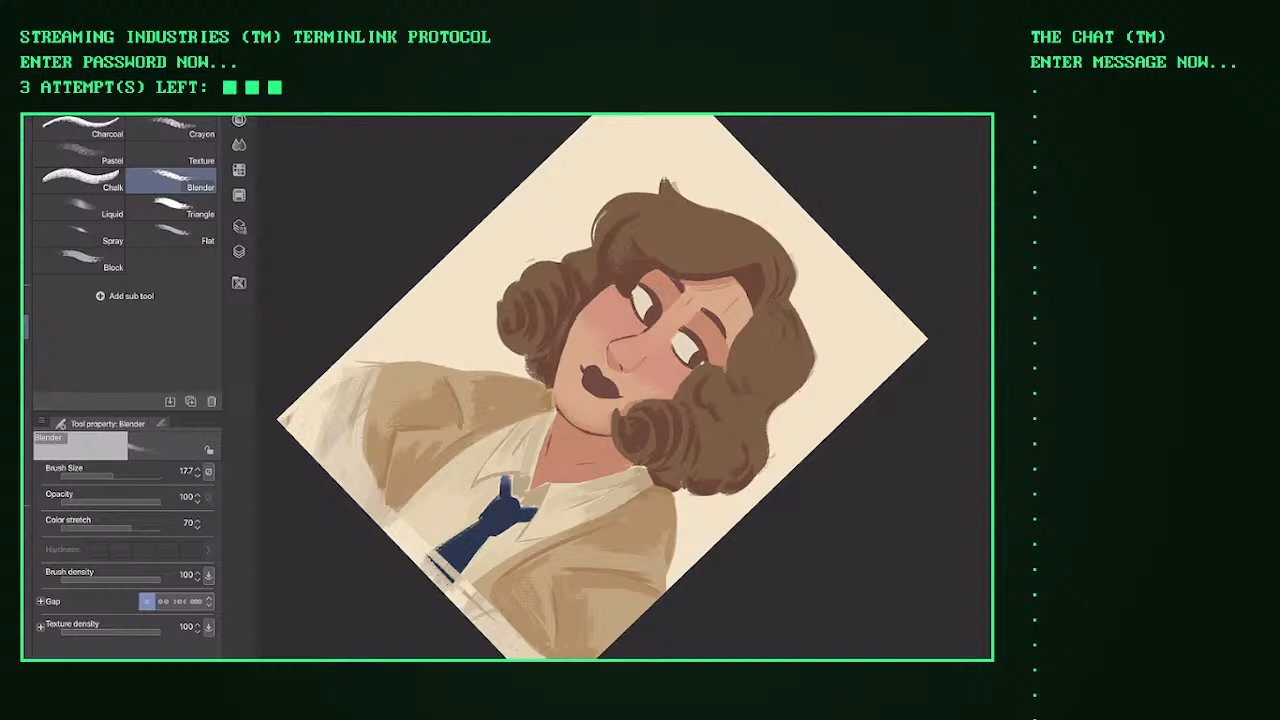 STREAMING INDUSTRIES (TM) TERMINLINK PROTOCOL
ENTER PASSWORD NOW...
3 ATTEMPT(S) LEFT:
THE CHAT (TM)
ENTER MESSAGE NOW...
Charcoal Crayon
Pastel Texture
Chalk Blender
Liquid Triangle
Spray Flat
Block
Add sub tool
Tool property: Blender
Blender
Brush Size 17.7
Opacity 100
Color stretch 70
Hardness
Brush density 100
Gap
Texture density 100